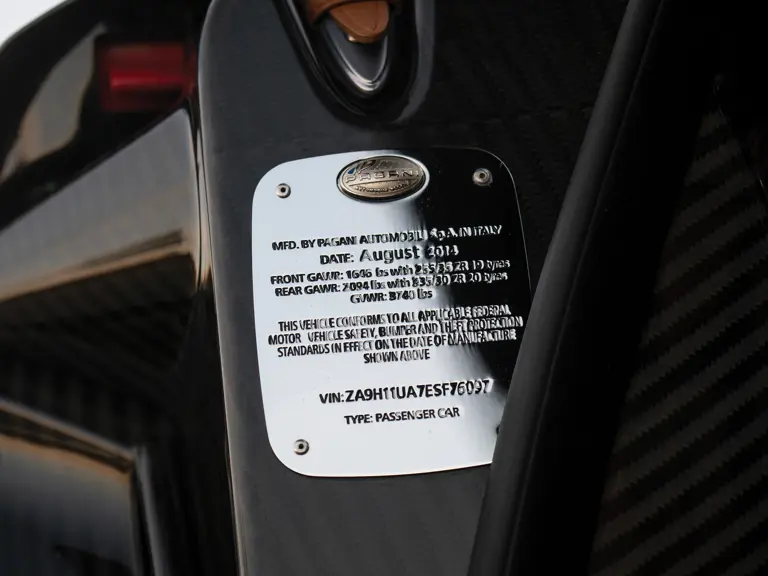 PAGANI
MFD. BY PAGANI AUTOMOBILI S.p.A. IN ITALY
DATE: August 2014
FRONT GAWR: 1646 lbs with 255/35 ZR 19 tyres
REAR GAWR: 2094 lbs with 335/30 ZR 20 tyres
GVWR: 3740 lbs
THIS VEHICLE CONFORMS TO ALL APPLICABLE FEDERAL
MOTOR VEHICLE SAFETY, BUMPER AND THEFT PROTECTION
STANDARDS IN EFFECT ON THE DATE OF MANUFACTURE
SHOWN ABOVE
VIN: ZA9H11UA7ESF76097
TYPE: PASSENGER CAR